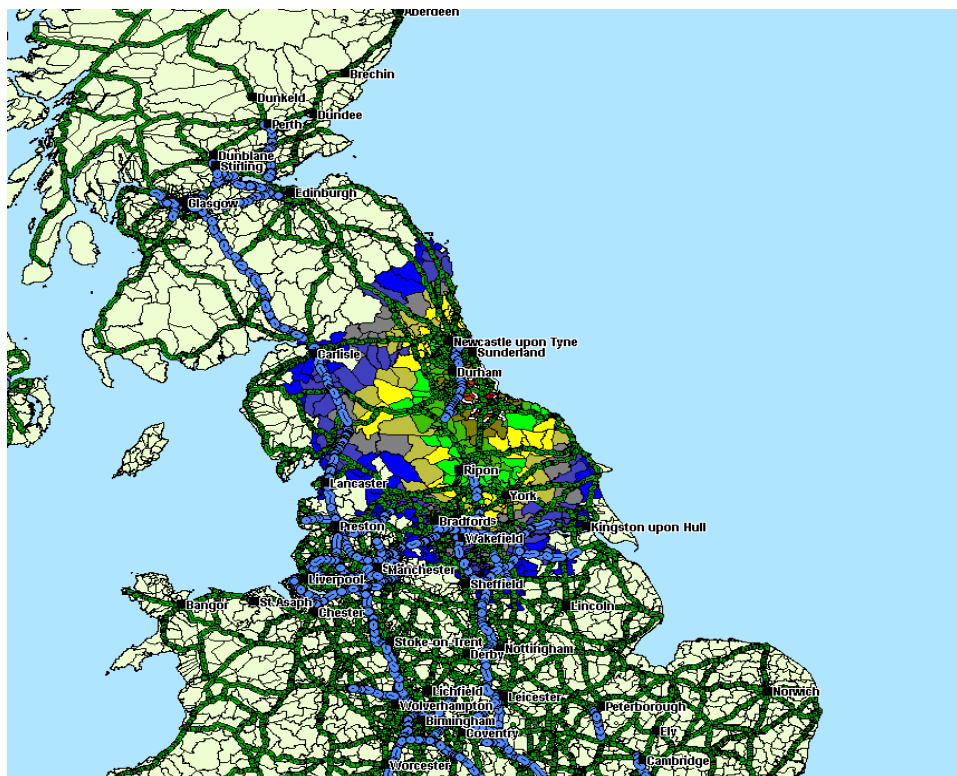 Aberdeen
Brechin
Dunkeld
Dundee
Perth
Dunblane
Stirling
Edinburgh
Glasgow
Newcastle upon Tyne
Sunderland
Carlisle
Durham
Ripon
Lancaster
York
Bradfords
Preston
Kingston upon Hull
Wakefield
Manchester
Liverpool
Sheffield
Bangor
St.Asaph
Chester
Lincoln
Stoke-on-Trent
Nottingham
Derby
Lichfield
Leicester
Norwich
Wolverhampton
Peterborough
Birmingham
Coventry
Ely
Cambridge
Worcester